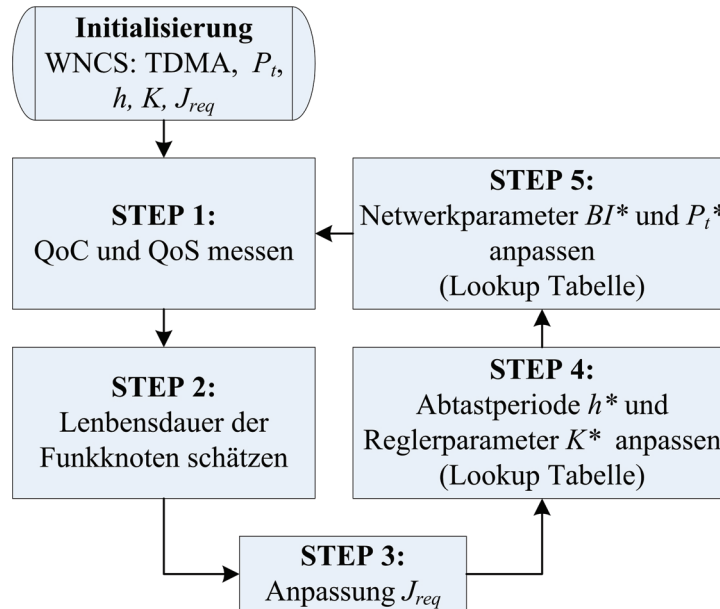 Initialisierung
WNCS: TDMA, Pt,
h, K, Jreq
STEP 1:
QoC und QoS messen
STEP 2:
Lenbensdauer der
Funkknoten schätzen
STEP 3:
Anpassung Jreq
STEP 4:
Abtastperiode h* und
Reglerparameter K* anpassen
(Lookup Tabelle)
STEP 5:
Netwerkparameter BI* und Pt*
anpassen
(Lookup Tabelle)